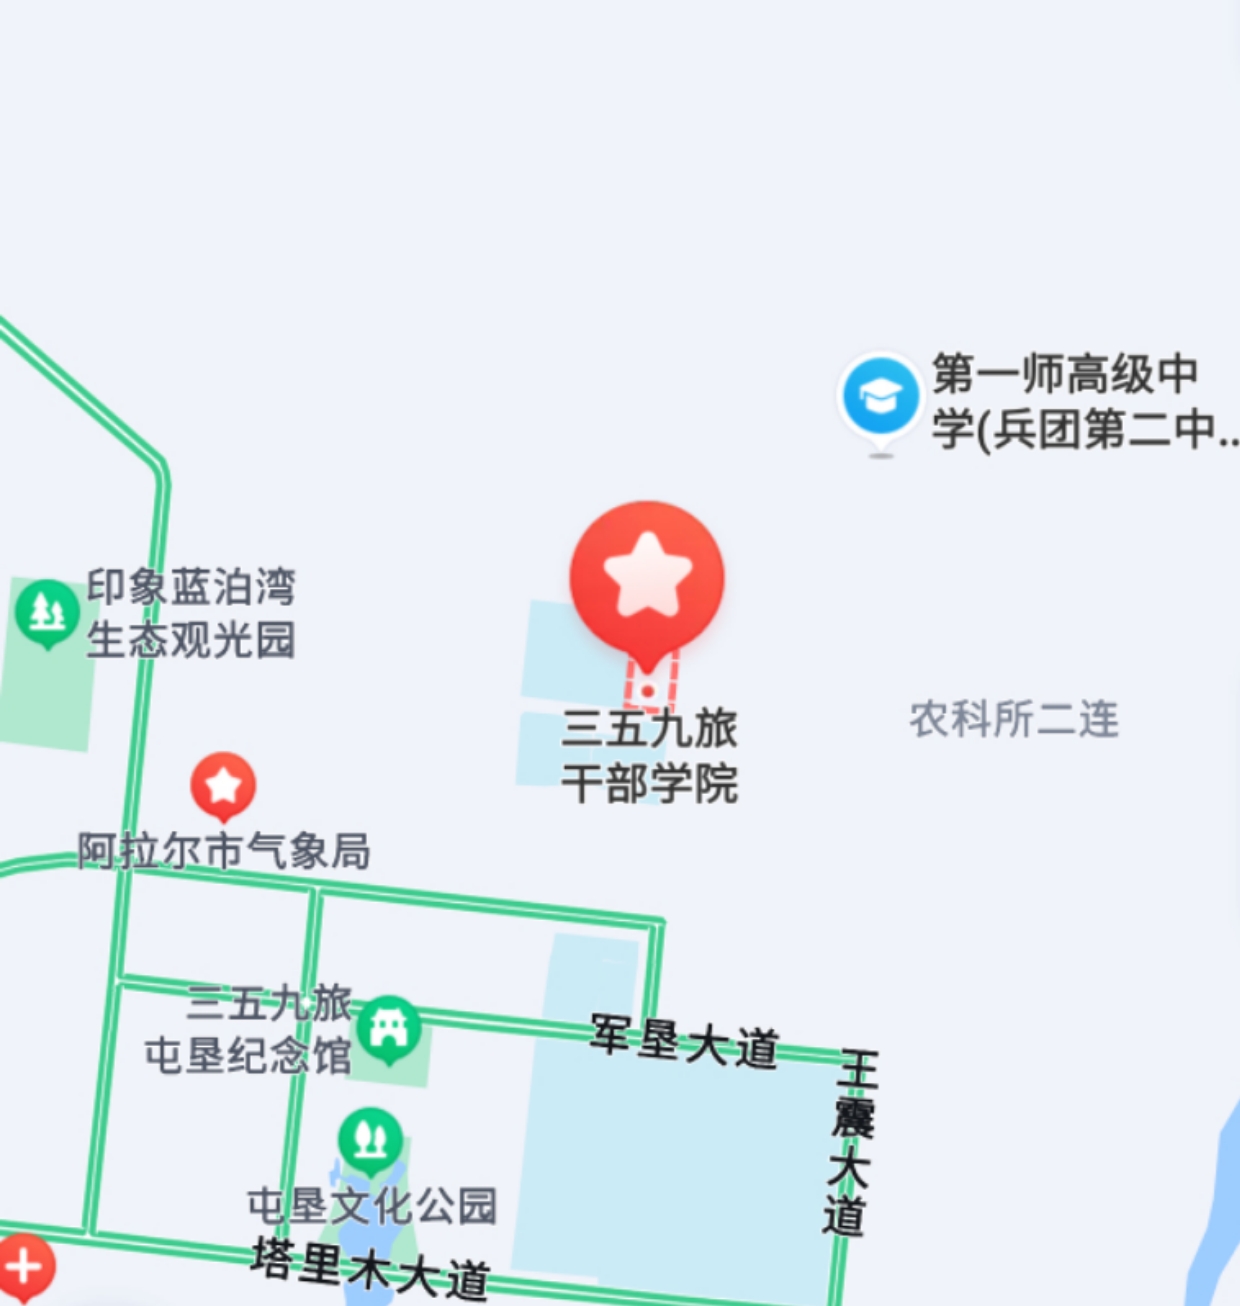 第一师高级中
学(兵团第二中...
印象蓝泊湾
生态观光园
三五九旅
干部学院
农科所二连
阿拉尔市气象局
三五九旅
屯垦纪念馆
军垦大道
王震大道
屯垦文化公园
塔里木大道